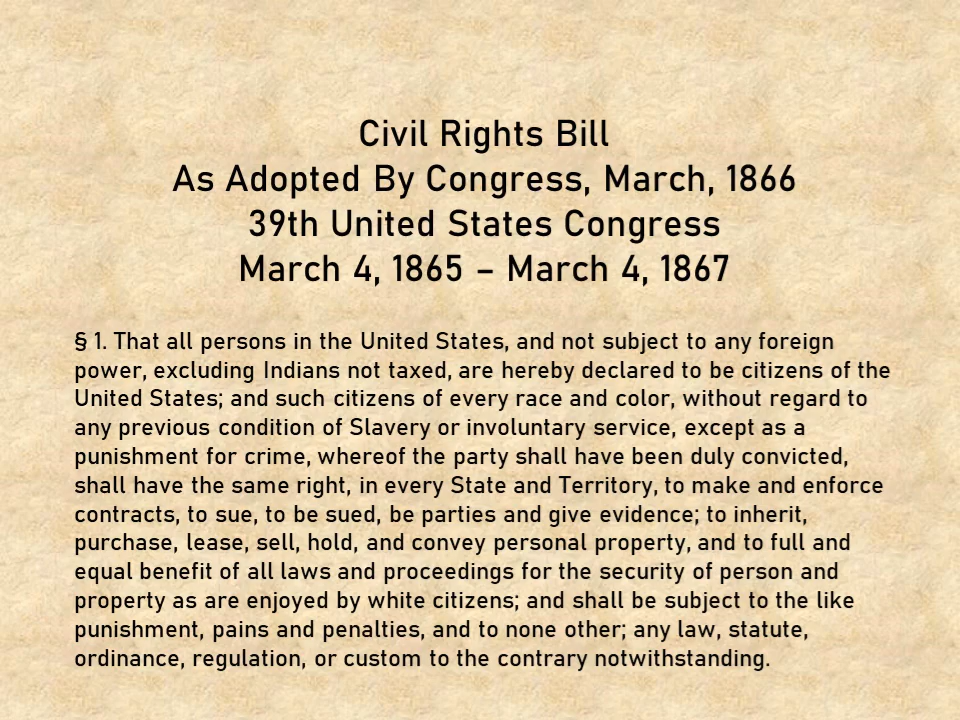 Civil Rights Bill
As Adopted By Congress, March, 1866
39th United States Congress
March 4, 1865 – March 4, 1867
§ 1. That all persons in the United States, and not subject to any foreign
power, excluding Indians not taxed, are hereby declared to be citizens of the
United States; and such citizens of every race and color, without regard to
any previous condition of Slavery or involuntary service, except as a
punishment for crime, whereof the party shall have been duly convicted,
shall have the same right, in every State and Territory, to make and enforce
contracts, to sue, to be sued, be parties and give evidence; to inherit,
purchase, lease, sell, hold, and convey personal property, and to full and
equal benefit of all laws and proceedings for the security of person and
property as are enjoyed by white citizens; and shall be subject to the like
punishment, pains and penalties, and to none other; any law, statute,
ordinance, regulation, or custom to the contrary notwithstanding.